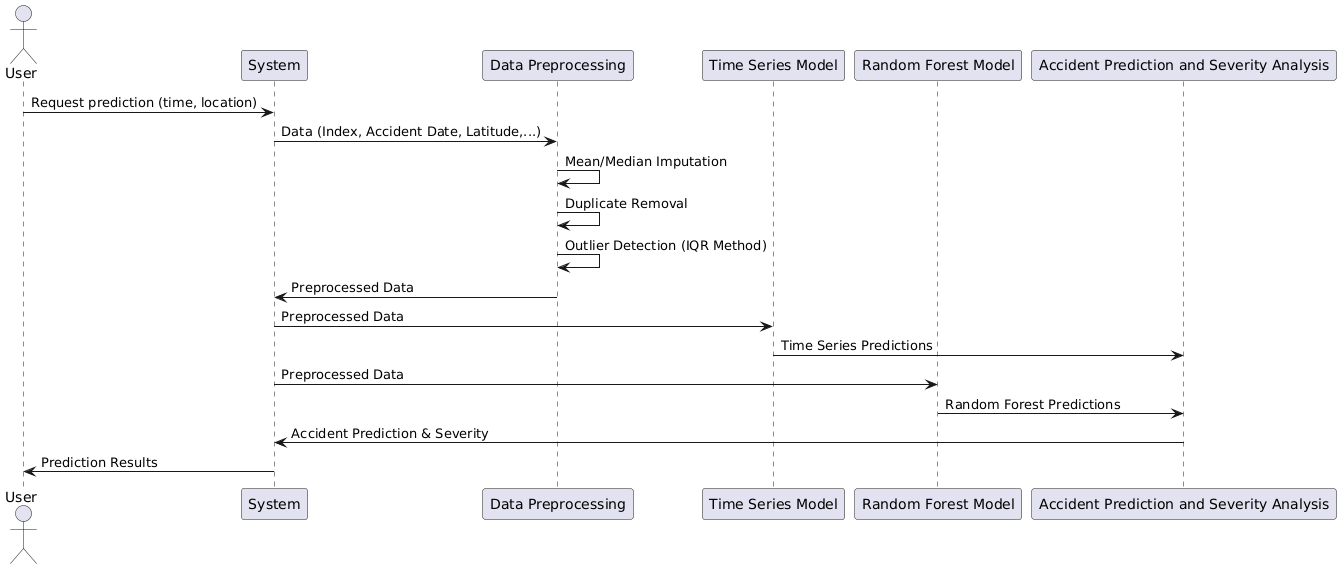 User
System
Data Preprocessing
Time Series Model
Random Forest Model
Accident Prediction and Severity Analysis
Request prediction (time, location)
Data (Index, Accident Date, Latitude,...)
Mean/Median Imputation
Duplicate Removal
Outlier Detection (IQR Method)
Preprocessed Data
Preprocessed Data
Time Series Predictions
Preprocessed Data
Random Forest Predictions
Accident Prediction & Severity
Prediction Results
User
System
Data Preprocessing
Time Series Model
Random Forest Model
Accident Prediction and Severity Analysis